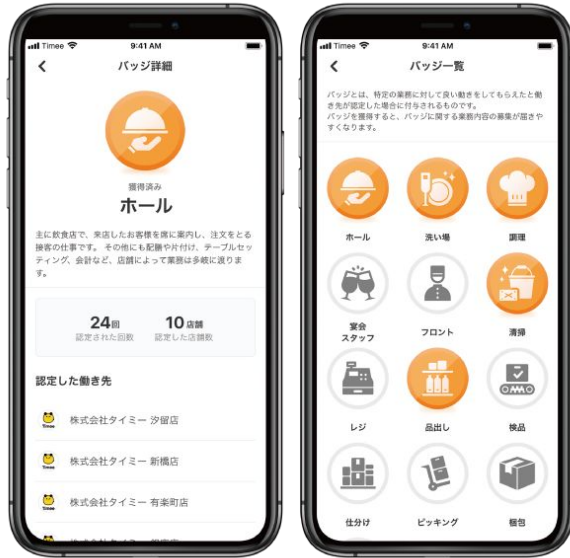 Timee
9:41 AM
バッジ詳細
獲得済み
ホール
主に飲食店で、来店したお客様を席に案内し、注文をとる
接客の仕事です。 その他にも配膳や片付け、テーブルセッ
ティング、会計など、店舗によって業務は多岐に渡りま
す。
24回
認定された回数
10店舗
認定した店舗数
認定した働き先
Timee
株式会社タイミー 汐留店
Timee
株式会社タイミー 新橋店
Timee
株式会社タイミー 有楽町店
Timee
9:41 AM
バッジ一覧
バッジとは、特定の業務に対して良い働きをしてもらえたと働
き先が認定した場合に付与されるものです。
バッジを獲得すると、バッジに関する業務内容の募集が届きや
すくなります。
ホール
洗い場
調理
宴会
スタッフ
フロント
清掃
レジ
品出し
検品
仕分け
ピッキング
梱包